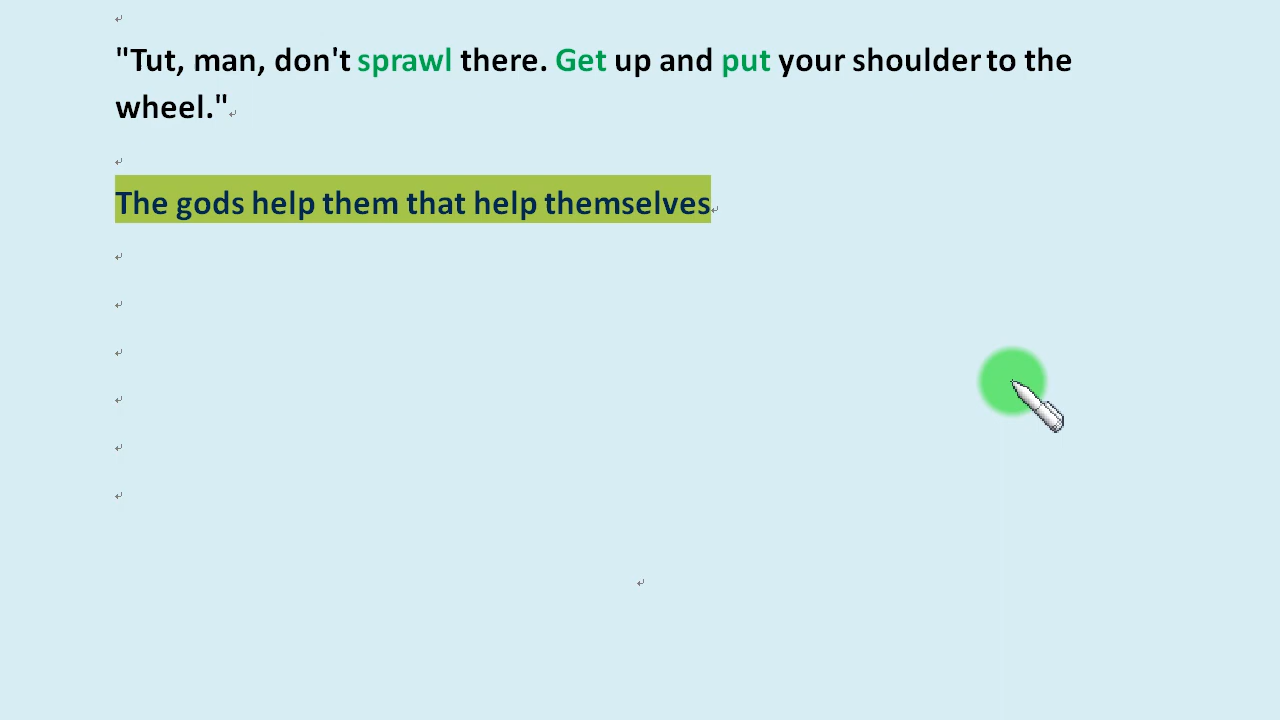 "Tut, man, don't sprawl there. Get up and put your shoulder to the
wheel."
The gods help them that help themselves